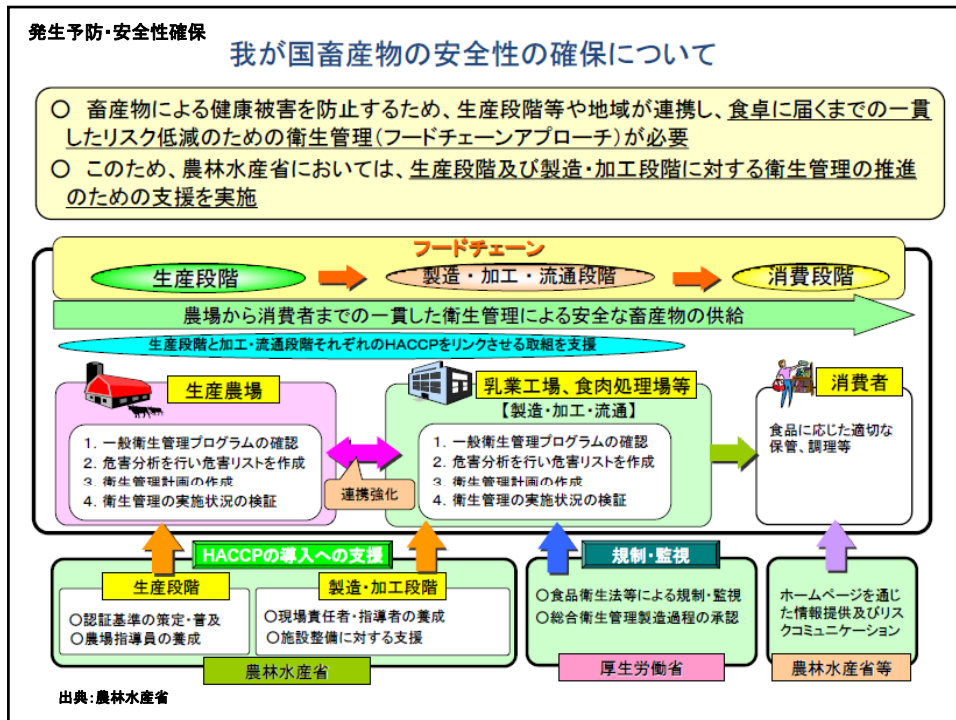 発生予防・安全性確保
我が国畜産物の安全性の確保について
○ 畜産物による健康被害を防止するため、生産段階等や地域が連携し、食卓に届くまでの一貫
したリスク低減のための衛生管理(フードチェーンアプローチ)が必要
○ このため、農林水産省においては、生産段階及び製造・加工段階に対する衛生管理の推進
のための支援を実施
フードチェーン
生産段階
製造・加工・流通段階
消費段階
農場から消費者までの一貫した衛生管理による安全な畜産物の供給
生産段階と加工・流通段階それぞれのHACCPをリンクさせる取組を支援
生産農場
1. 一般衛生管理プログラムの確認
2. 危害分析を行い危害リストを作成
3. 衛生管理計画の作成
4. 衛生管理の実施状況の検証
連携強化
乳業工場、食肉処理場等
【製造・加工・流通】
1. 一般衛生管理プログラムの確認
2. 危害分析を行い危害リストを作成
3. 衛生管理計画の作成
4. 衛生管理の実施状況の検証
消費者
食品に応じた適切な
保管、調理等
HACCPの導入への支援
生産段階
○認証基準の策定・普及
○農場指導員の養成
製造・加工段階
○現場責任者・指導者の養成
○施設整備に対する支援
農林水産省
規制・監視
○食品衛生法等による規制・監視
○総合衛生管理製造過程の承認
厚生労働省
ホームページを通じ
た情報提供及びリス
クコミュニケーション
農林水産省等
出典:農林水産省